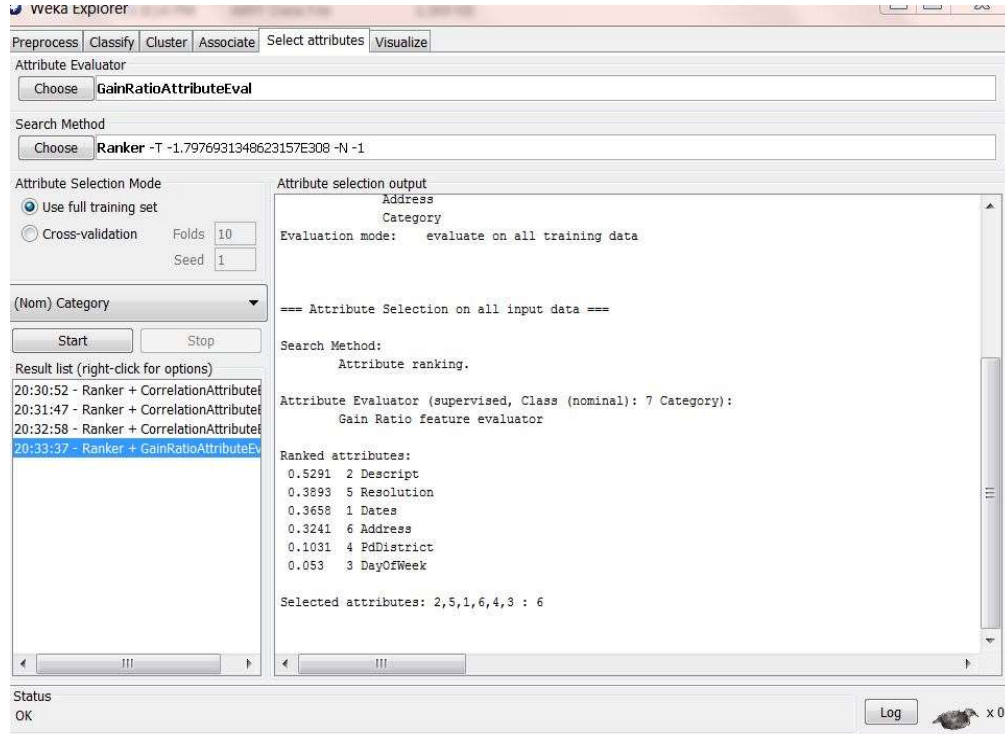 Weka Explorer
Preprocess Classify Cluster Associate Select attributes Visualize
Attribute Evaluator
Choose GainRatioAttributeEval
Search Method
Choose Ranker -T -1.7976931348623157E308 -N -1
Attribute Selection Mode
Use full training set
Cross-validation Folds 10
Seed 1
(Nom) Category
Start Stop
Result list (right-click for options)
20:30:52 - Ranker + CorrelationAttributeE
20:31:47 - Ranker + CorrelationAttributeE
20:32:58 - Ranker + CorrelationAttributeE
20:33:37 - Ranker + GainRatioAttributeEv
Attribute selection output
Address
Category
Evaluation mode: evaluate on all training data
=== Attribute Selection on all input data ===
Search Method:
Attribute ranking.
Attribute Evaluator (supervised, Class (nominal): 7 Category):
Gain Ratio feature evaluator
Ranked attributes:
0.5291 2 Descript
0.3893 5 Resolution
0.3658 1 Dates
0.3241 6 Address
0.1031 4 PdDistrict
0.053 3 DayOfWeek
Selected attributes: 2,5,1,6,4,3 : 6
Status
OK
Log x 0